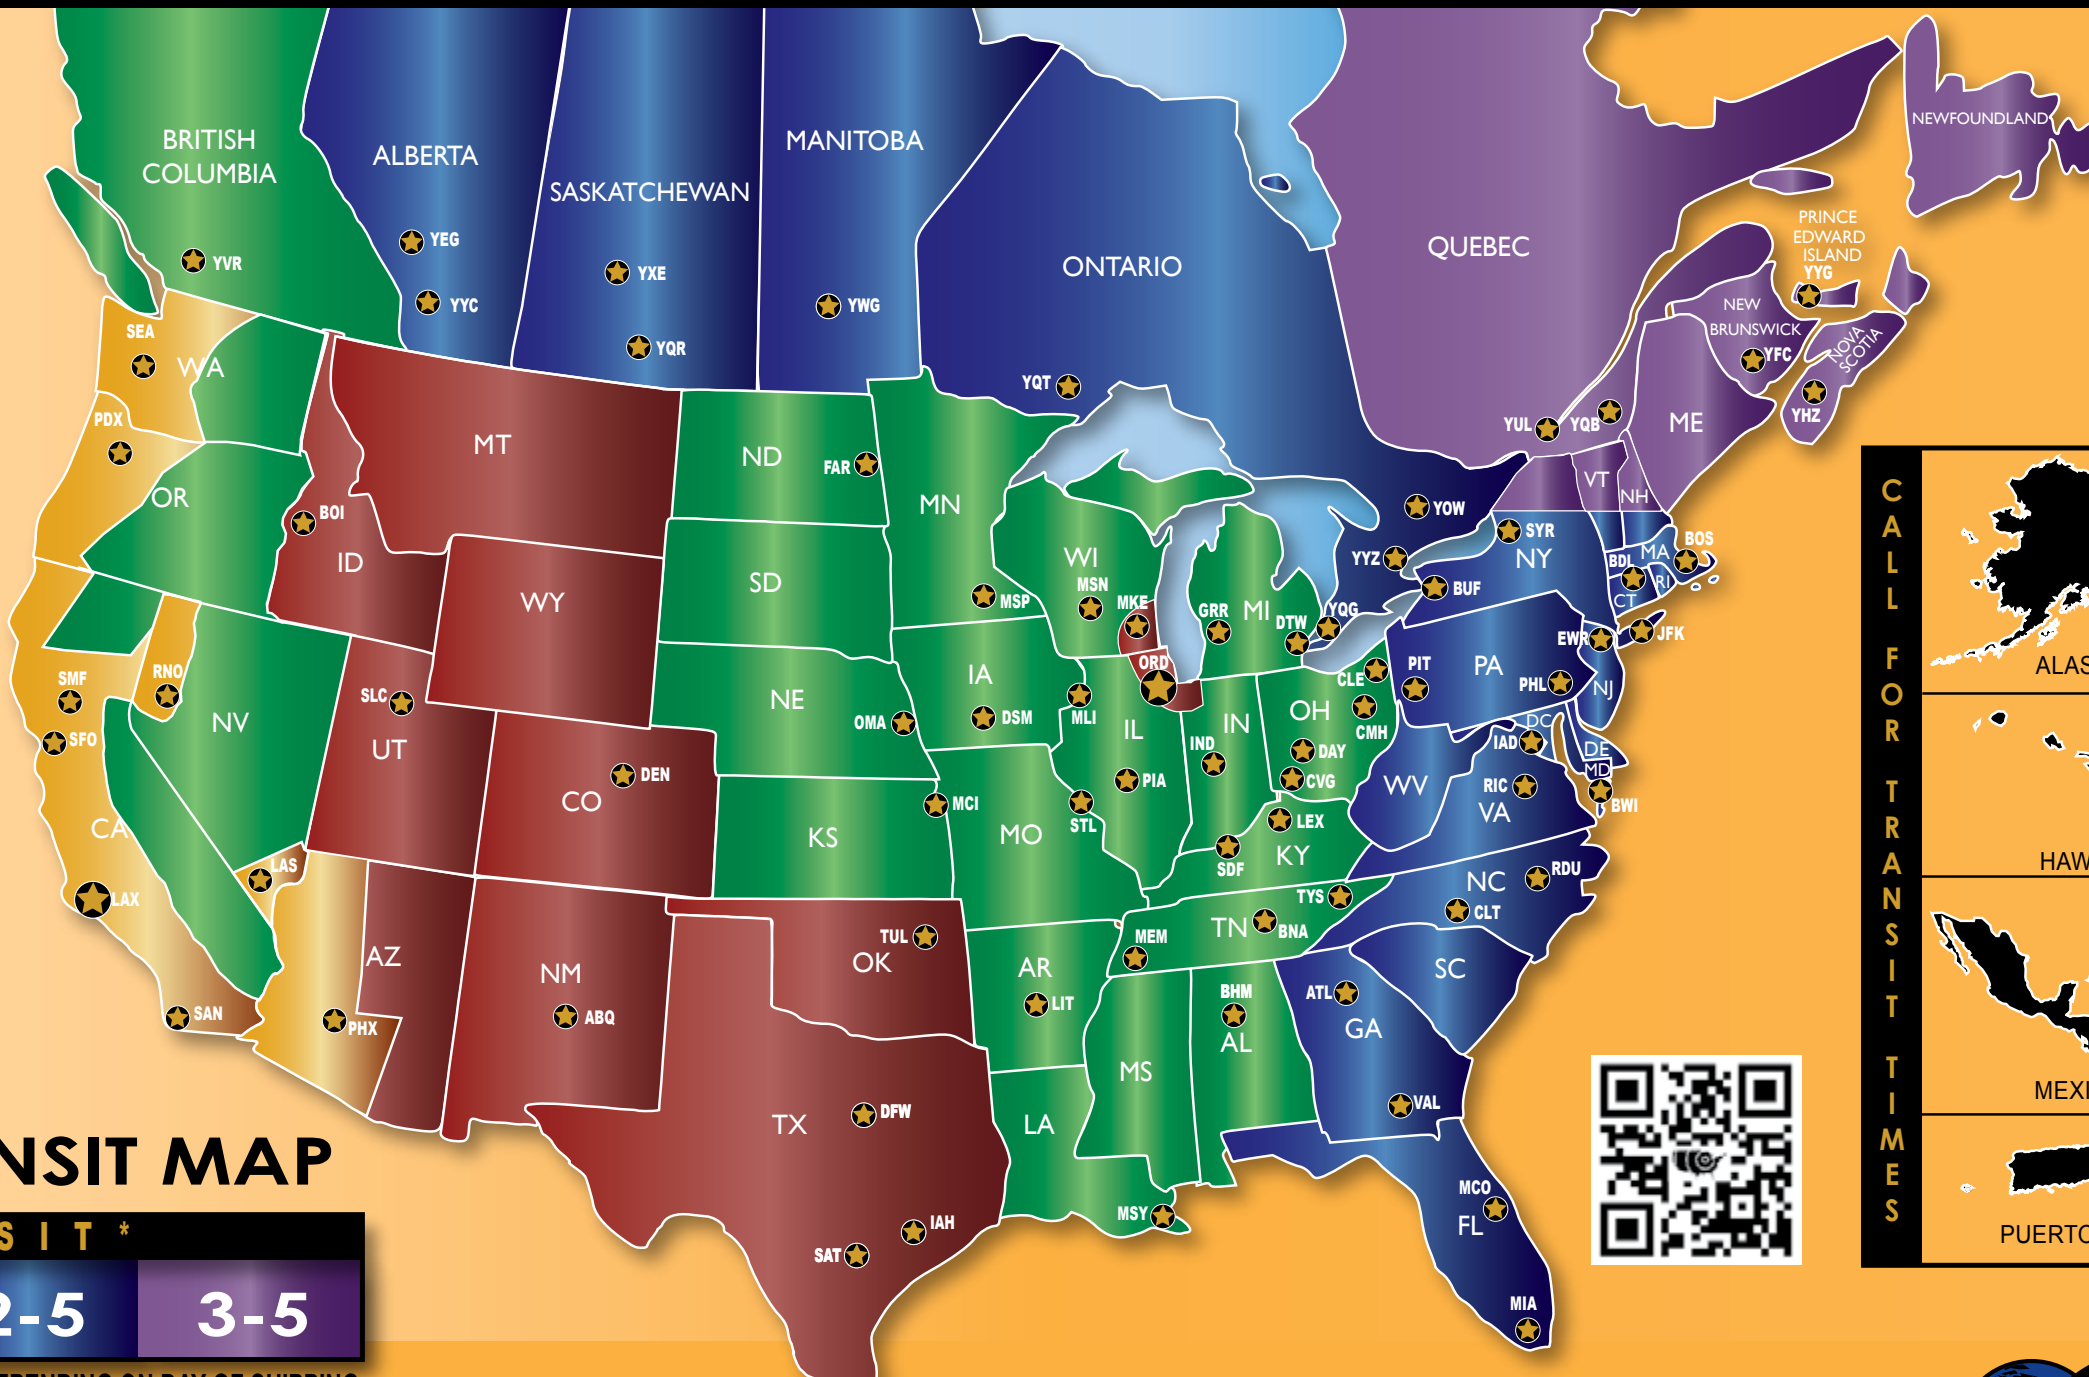 BRITISH
COLUMBIA
ALBERTA
SASKATCHEWAN
MANITOBA
ONTARIO
QUEBEC
NEWFOUNDLAND
PRINCE
EDWARD
ISLAND
YYG
NEW
BRUNSWICK
YFC
NOVA
SCOTIA
YHZ
YVR
YEG
YYC
YXE
YQR
YWG
YQT
YUL
YQB
ME
VT
NH
SEA
WA
PDX
OR
MT
BOI
ID
WY
ND
FAR
MN
SD
MSP
WI
MSN
MKE
GRR
MI
DTW
YQG
YOW
YYZ
SYR
NY
BUF
BDL
MA
BOS
RI
CT
EWR
JFK
SMF
RNO
SFO
NV
CA
LAX
LAS
SAN
SLC
UT
CO
DEN
NE
OMA
IA
DSM
MLI
ORD
IL
PIA
IN
IND
OH
CLE
CMH
DAY
CVG
PIT
PA
PHL
NJ
DC
IAD
DE
MD
BWI
WV
RIC
VA
KS
MCI
MO
STL
LEX
SDF
KY
TYS
TN
BNA
MEM
NC
RDU
CLT
SC
AZ
PHX
NM
ABQ
TUL
OK
AR
LIT
MS
BHM
AL
ATL
GA
VAL
TX
DFW
IAH
SAT
LA
MSY
MCO
FL
MIA
NSIT MAP
S I T *
2-5
3-5
CALL FOR TRANSIT TIMES
ALAS
HAW
MEXI
PUERTO